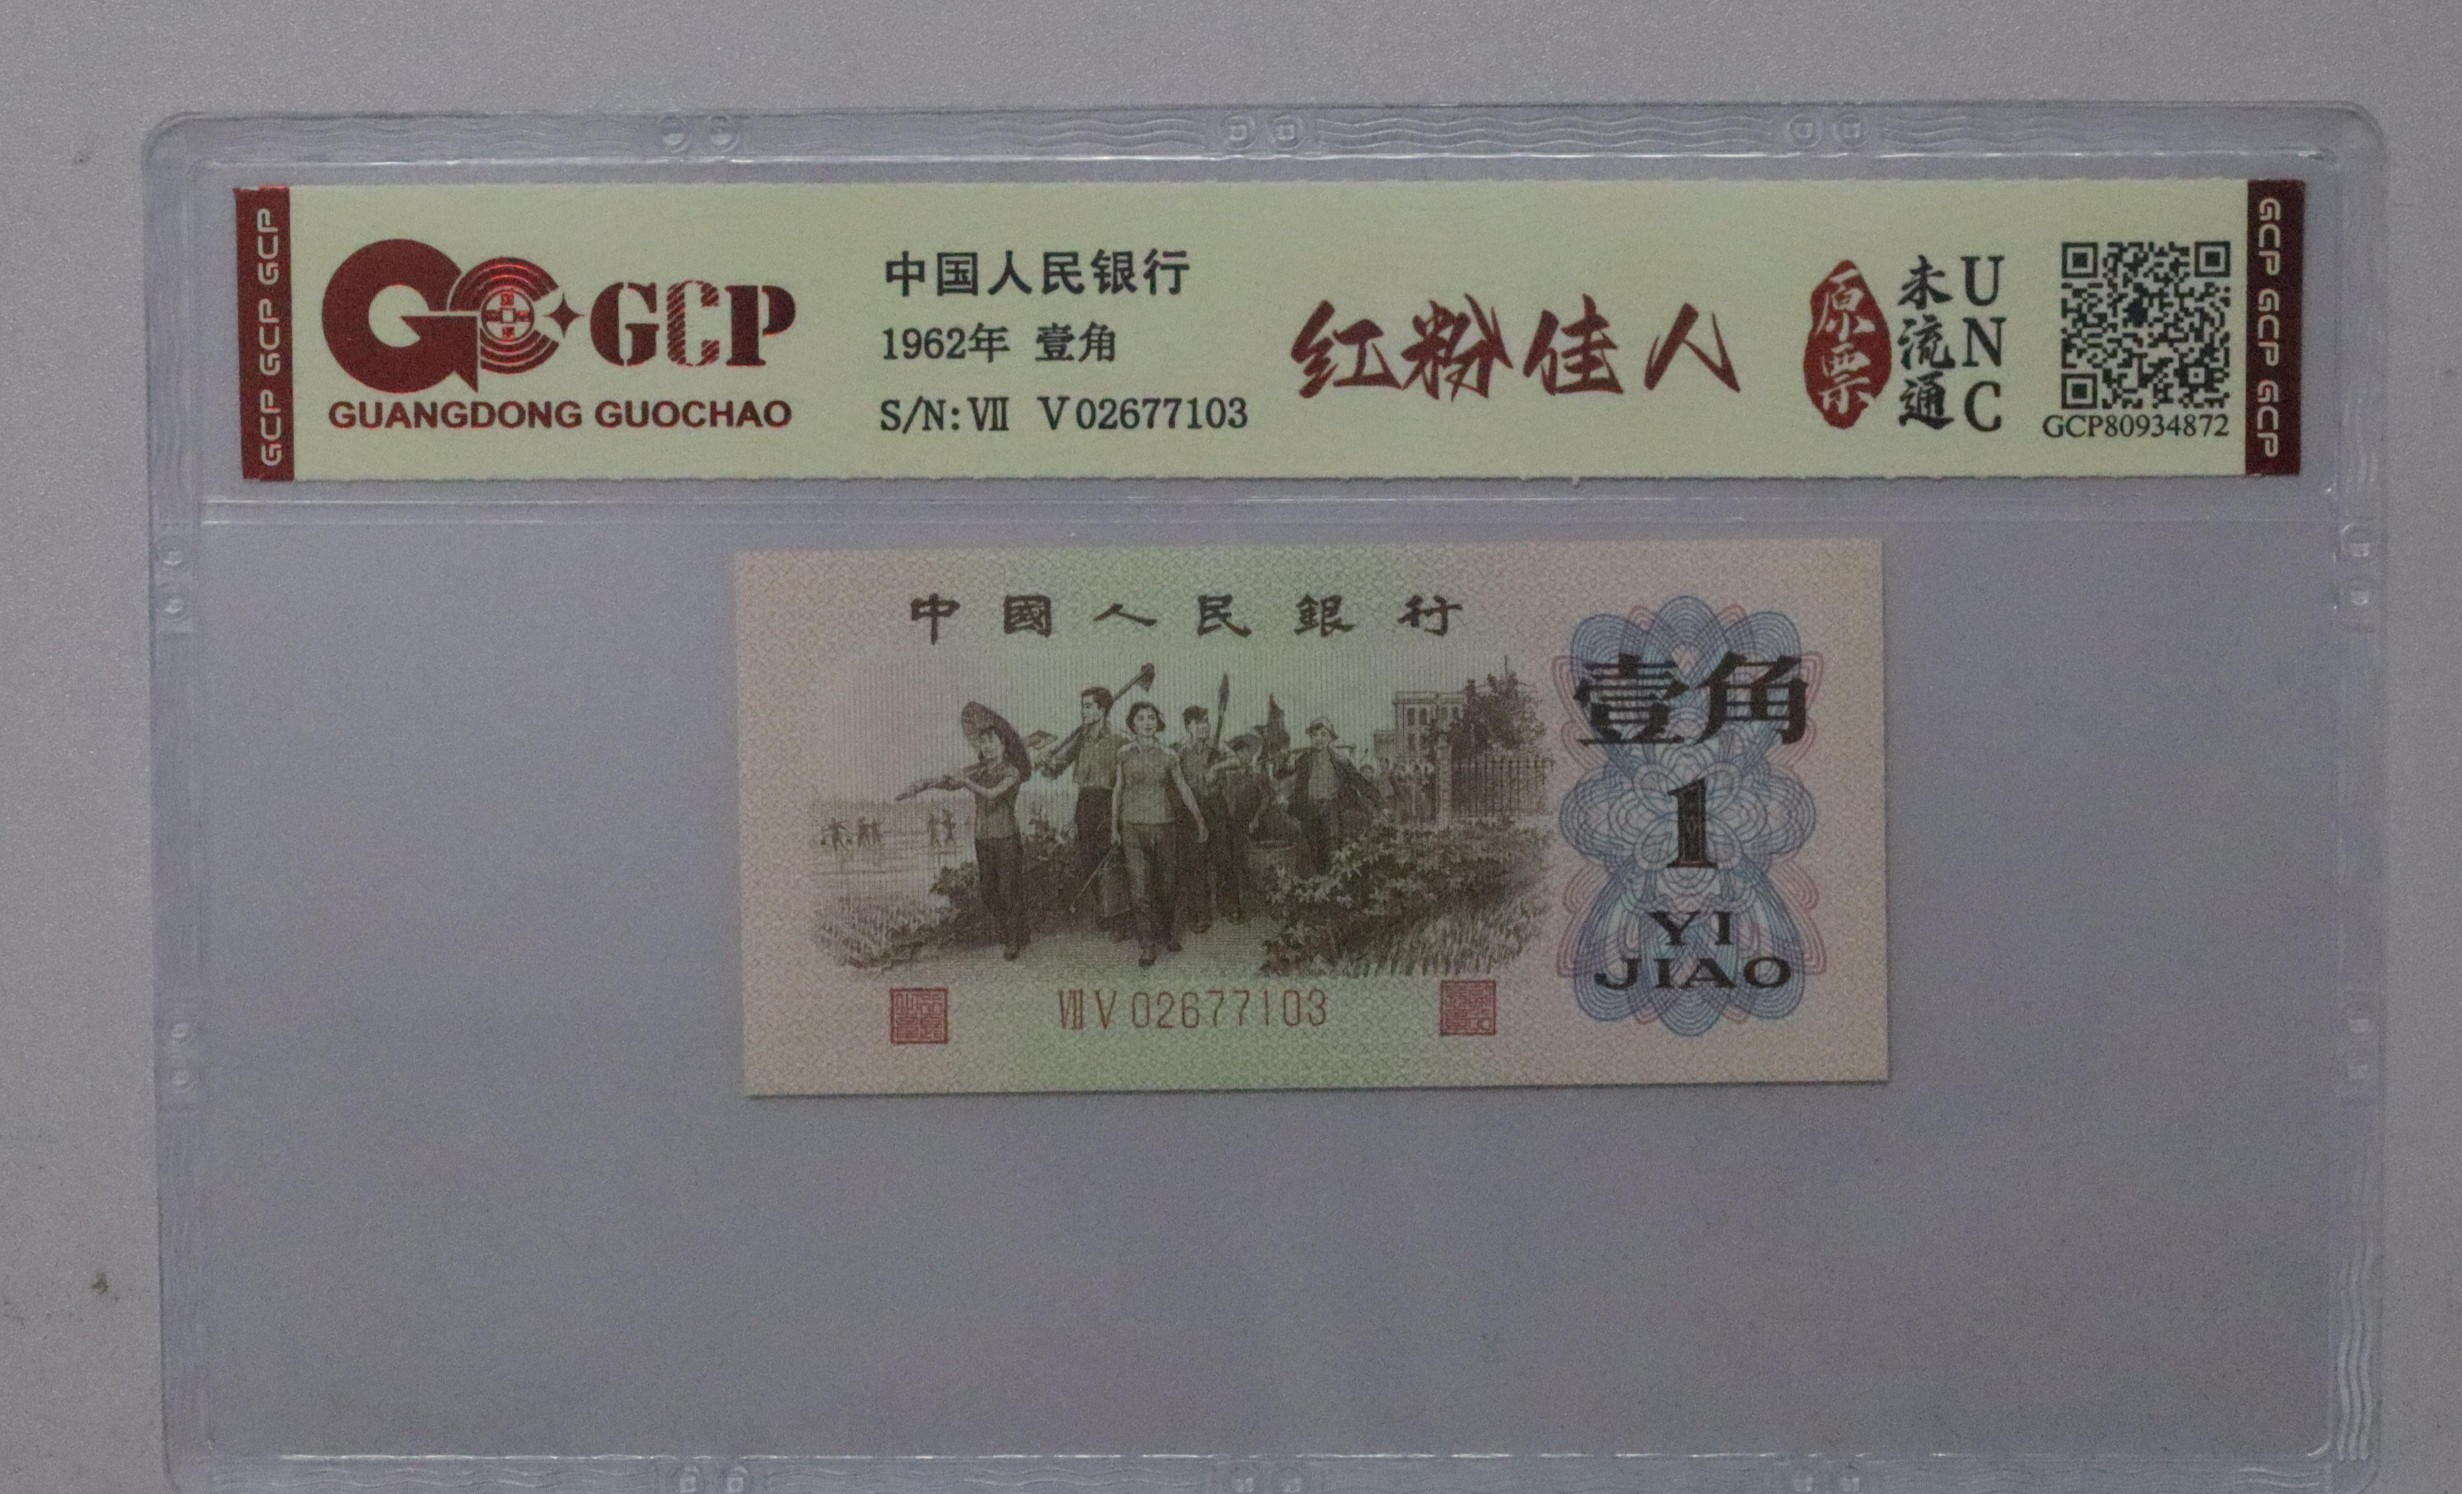 GCP GCP GCP
GCP
GUANGDONG GUOCHAO
中国人民银行
1962年 壹角
S/N: Ⅶ V 02677103
红粉佳人
原票
未流通
UNC
GCP80934872
GCP GCP GCP
中國人民銀行
壹角
1
YI
JIAO
ⅦV 02677103